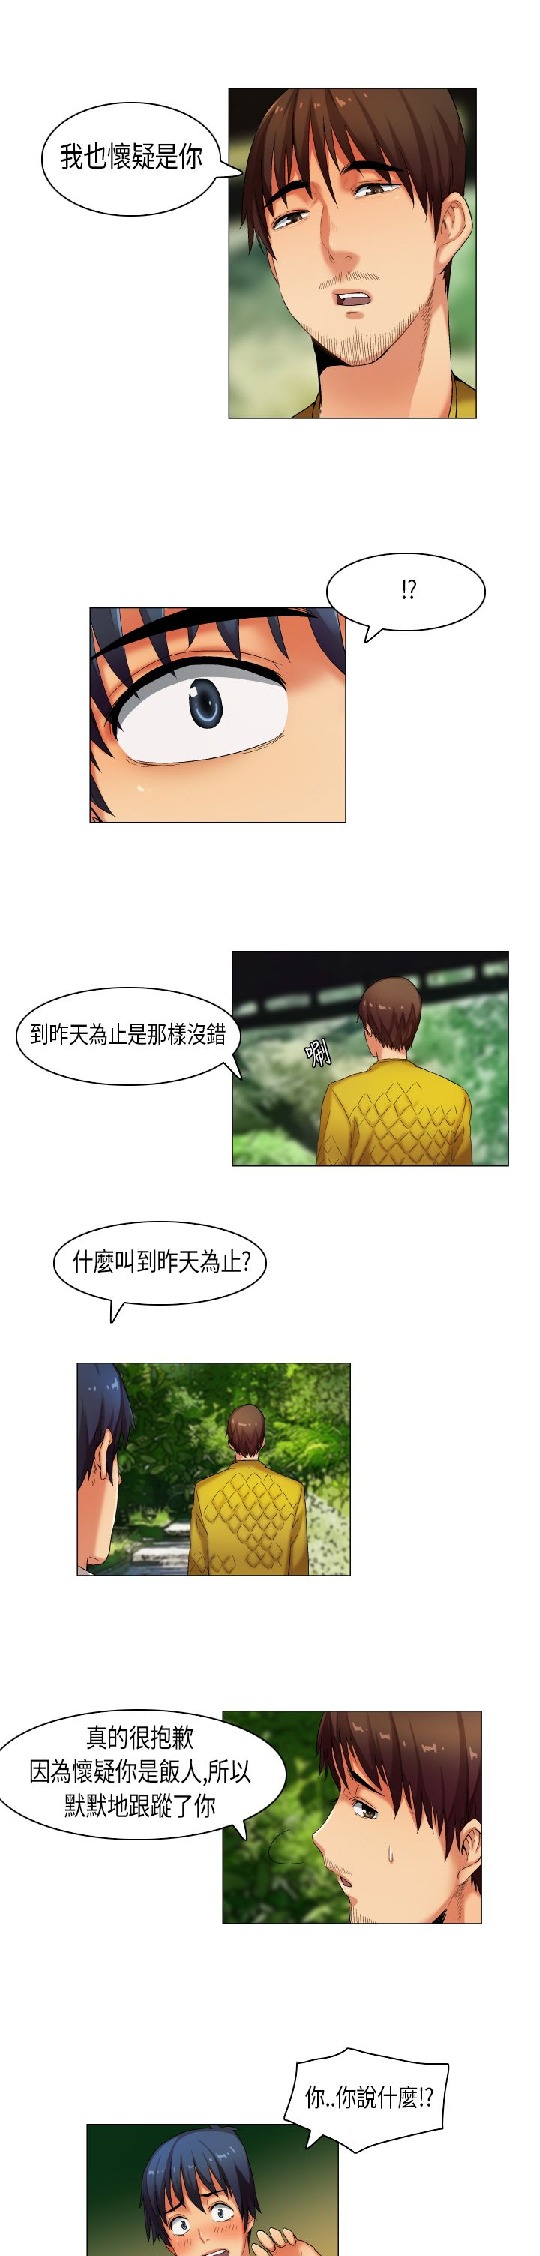 我也懷疑是你
!?
到昨天為止是那樣沒錯
唰
什麼叫到昨天為止?
真的很抱歉
因為懷疑你是飯人,所以
默默地跟蹤了你
你..你說什麼!?